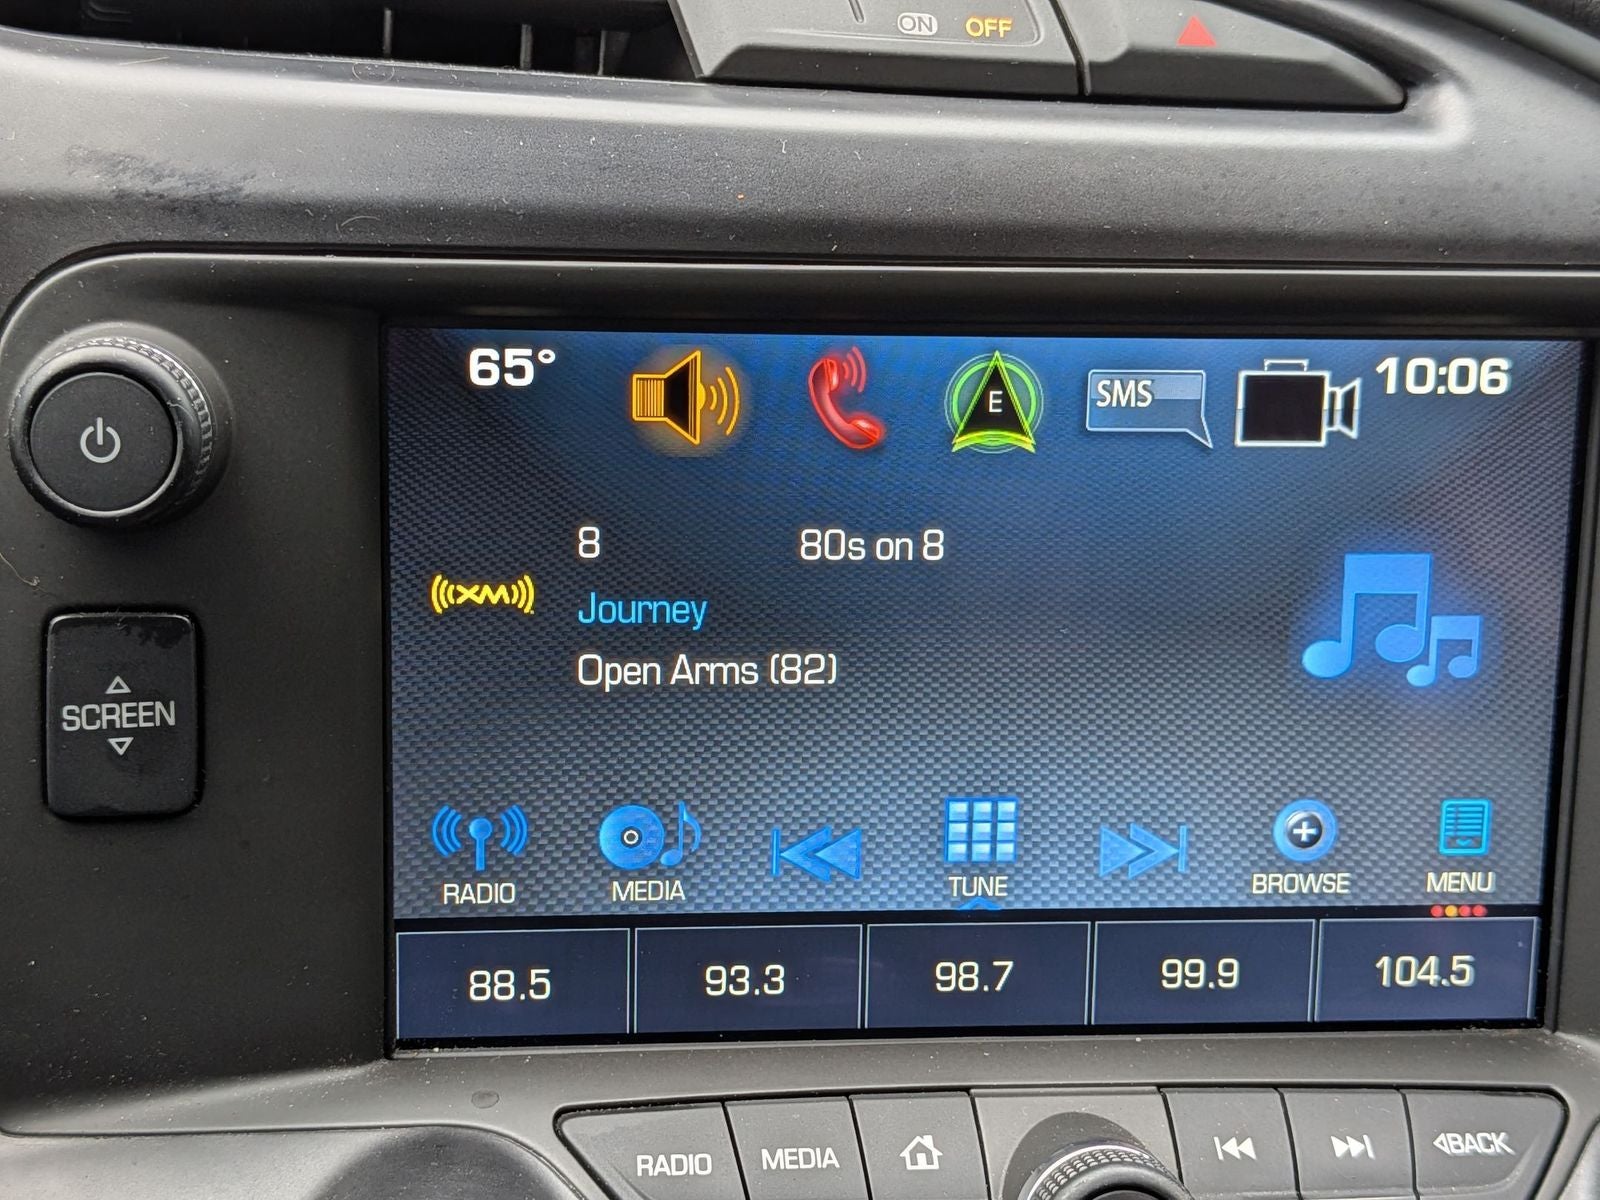 ON OFF
65° SMS 10:06
E
8 80s on 8
XM
Journey
Open Arms (82)
SCREEN
RADIO MEDIA TUNE BROWSE MENU
88.5 93.3 98.7 99.9 104.5
RADIO MEDIA BACK